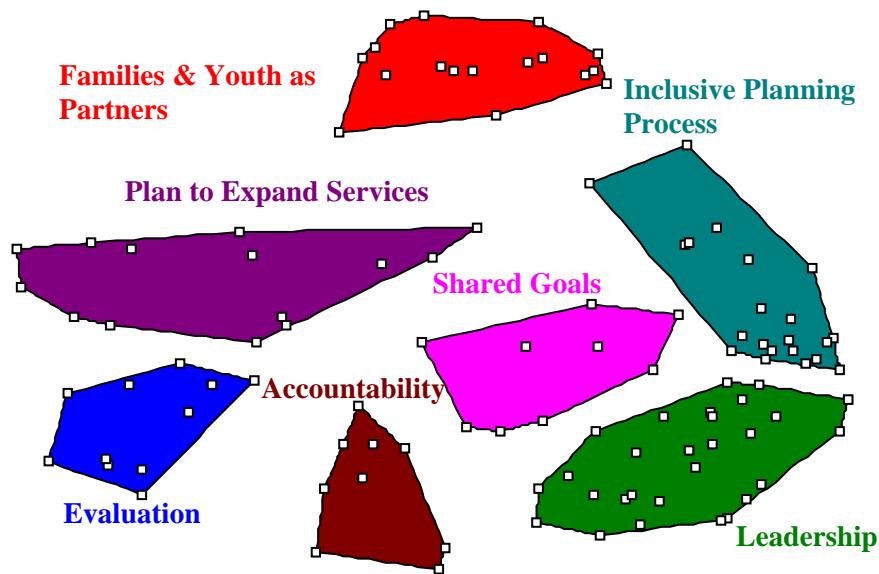 Families & Youth as
Partners
Inclusive Planning
Process
Plan to Expand Services
Shared Goals
Accountability
Evaluation
Leadership